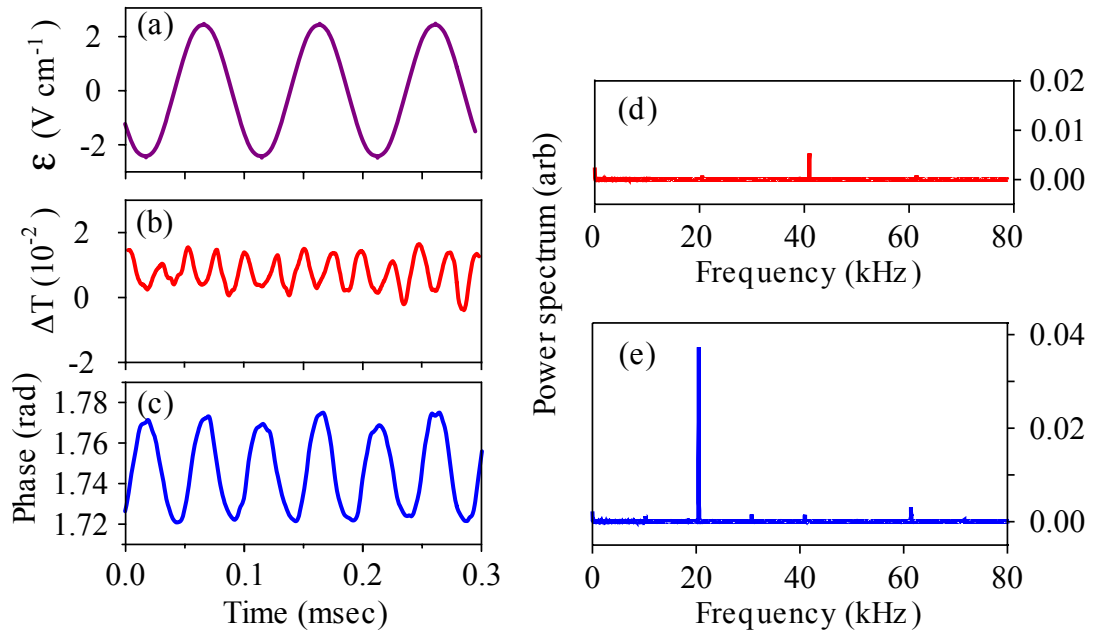 (a)
ε (V cm⁻¹)
2
0
-2
(b)
ΔT (10⁻²)
2
0
-2
(c)
Phase (rad)
1.78
1.76
1.74
1.72
0.0 0.1 0.2 0.3
Time (msec)
Power spectrum (arb)
(d)
0.02
0.01
0.00
0 20 40 60 80
Frequency (kHz)
(e)
0.04
0.02
0.00
0 20 40 60 80
Frequency (kHz)